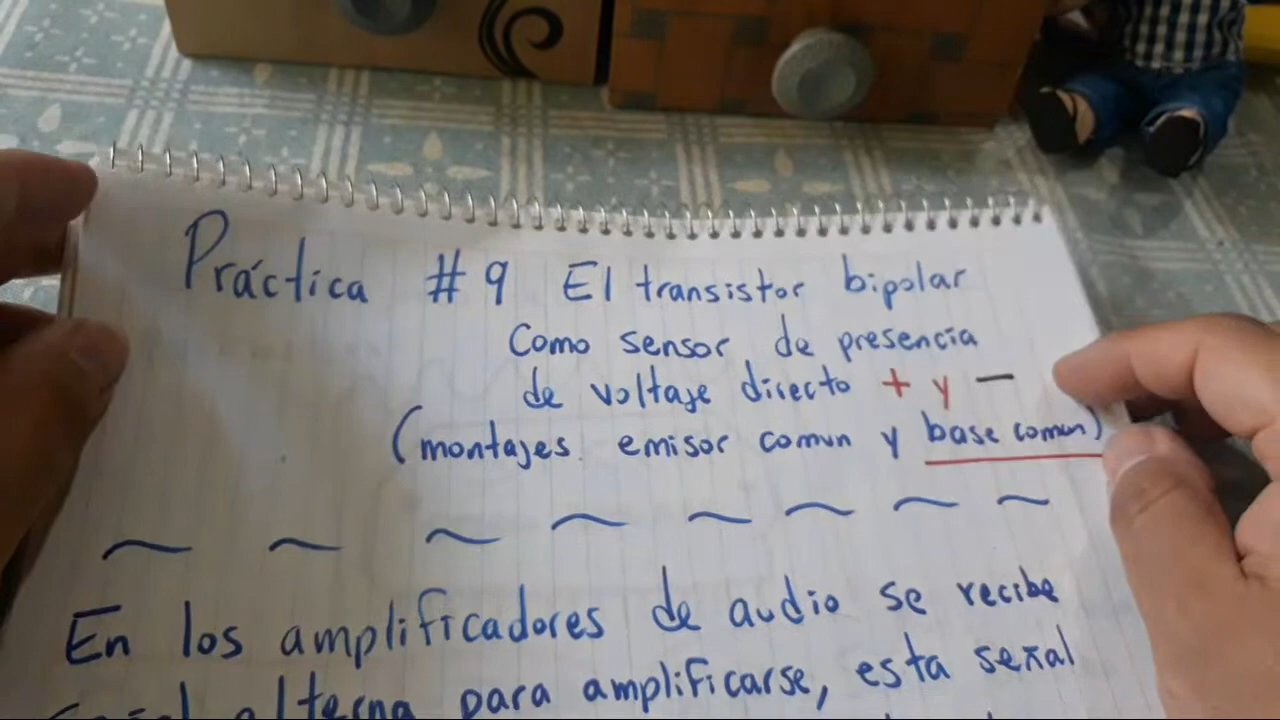 Práctica # 9 El transistor bipolar
Como sensor de presencia
de voltaje directo + y -
(montajes emisor comun y base comun)
En los amplificadores de audio se recibe
alterna para amplificarse, esta señal